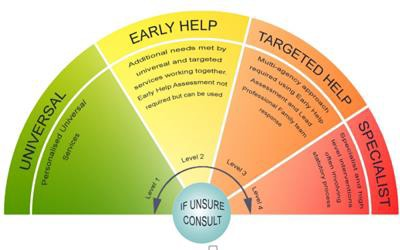 UNIVERSAL
Personalised Universal
Services
Level 1
EARLY HELP
Additional needs met by
universal and targeted
services working together.
Early Help Assessment not
required but can be used
Level 2
TARGETED HELP
Multi-agency approach
required using Early Help
Assessment and Lead
Professional Family team
response
Level 3
SPECIALIST
Specialist and high
level interventions
often involving
statutory process
Level 4
IF UNSURE
CONSULT